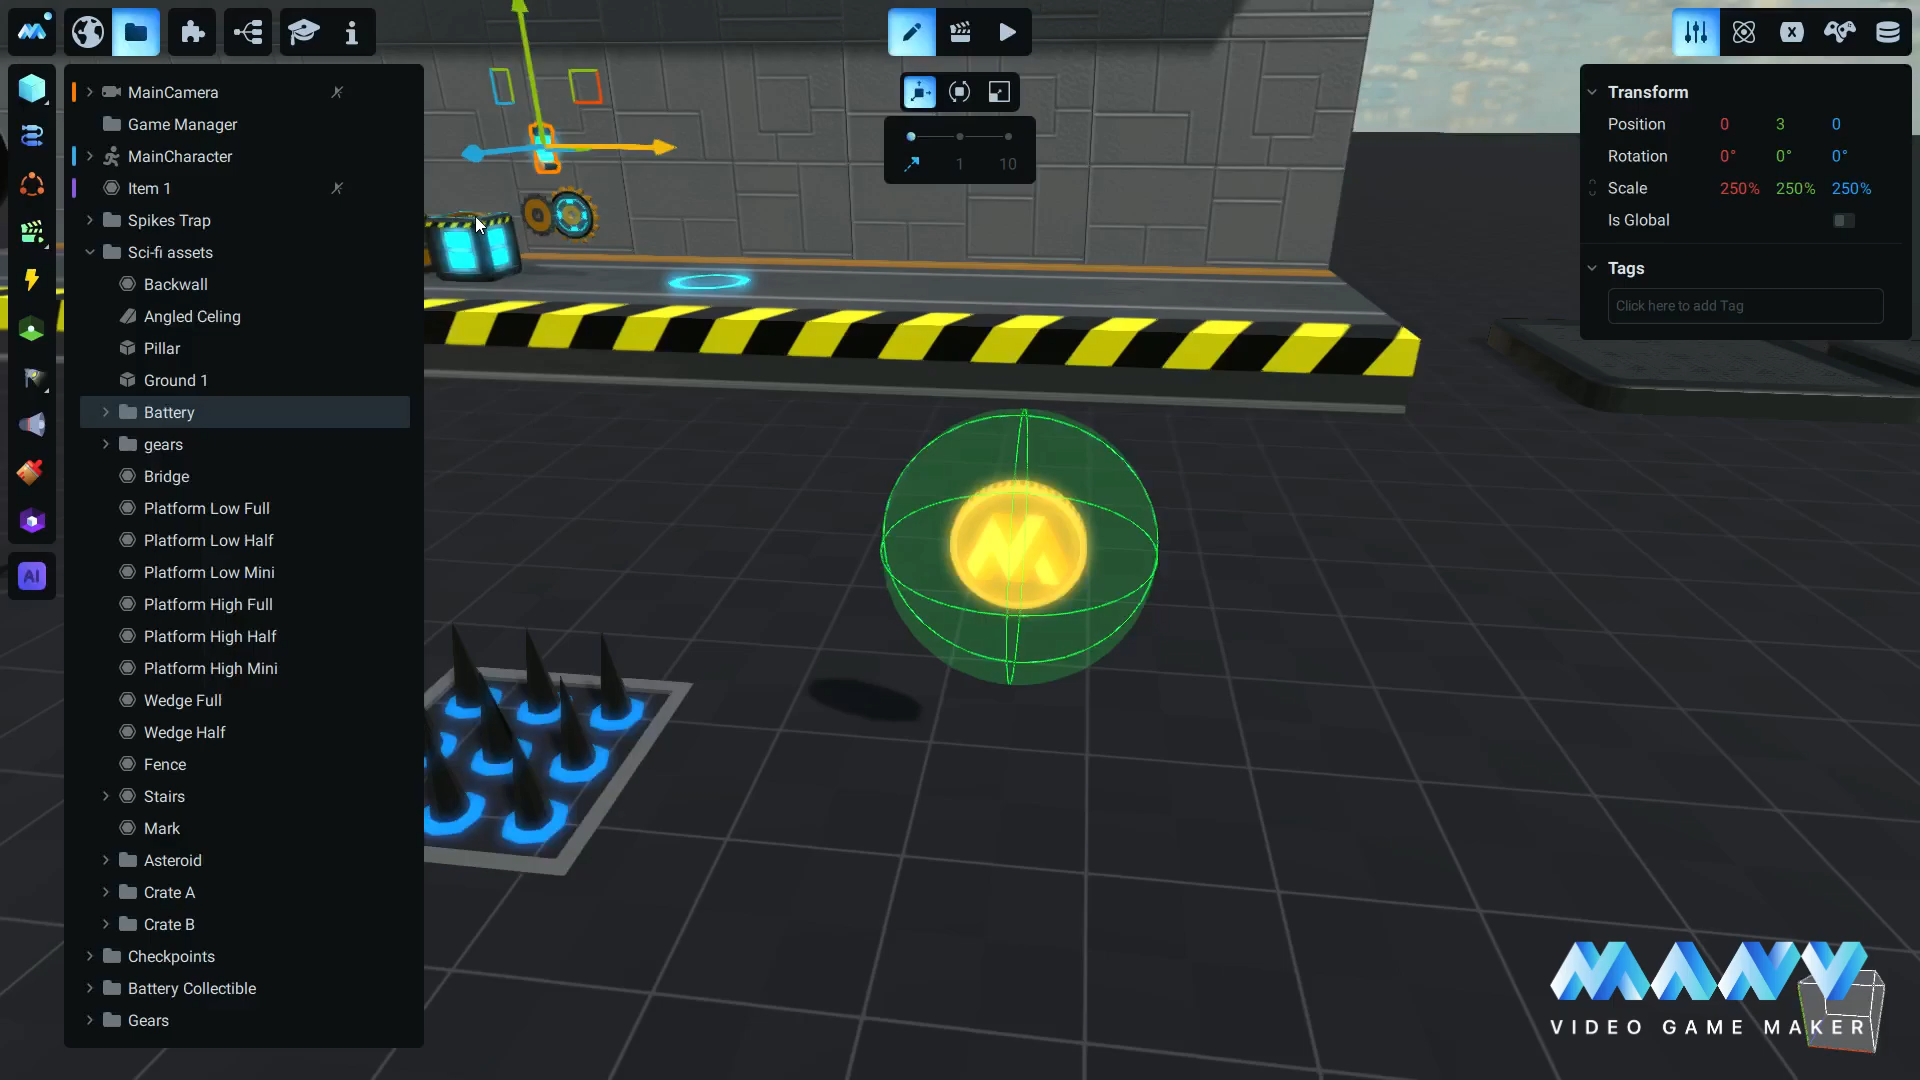 MainCamera
Game Manager
MainCharacter
Item 1
Spikes Trap
Sci-fi assets
Backwall
Angled Celing
Pillar
Ground 1
Battery
gears
Bridge
Platform Low Full
Platform Low Half
Platform Low Mini
Platform High Full
Platform High Half
Platform High Mini
Wedge Full
Wedge Half
Fence
Stairs
Mark
Asteroid
Crate A
Crate B
Checkpoints
Battery Collectible
Gears
AI
1 10
Transform
Position 0 3 0
Rotation 0° 0° 0°
Scale 250% 250% 250%
Is Global
Tags
Click here to add Tag
MANY
VIDEO GAME MAKER